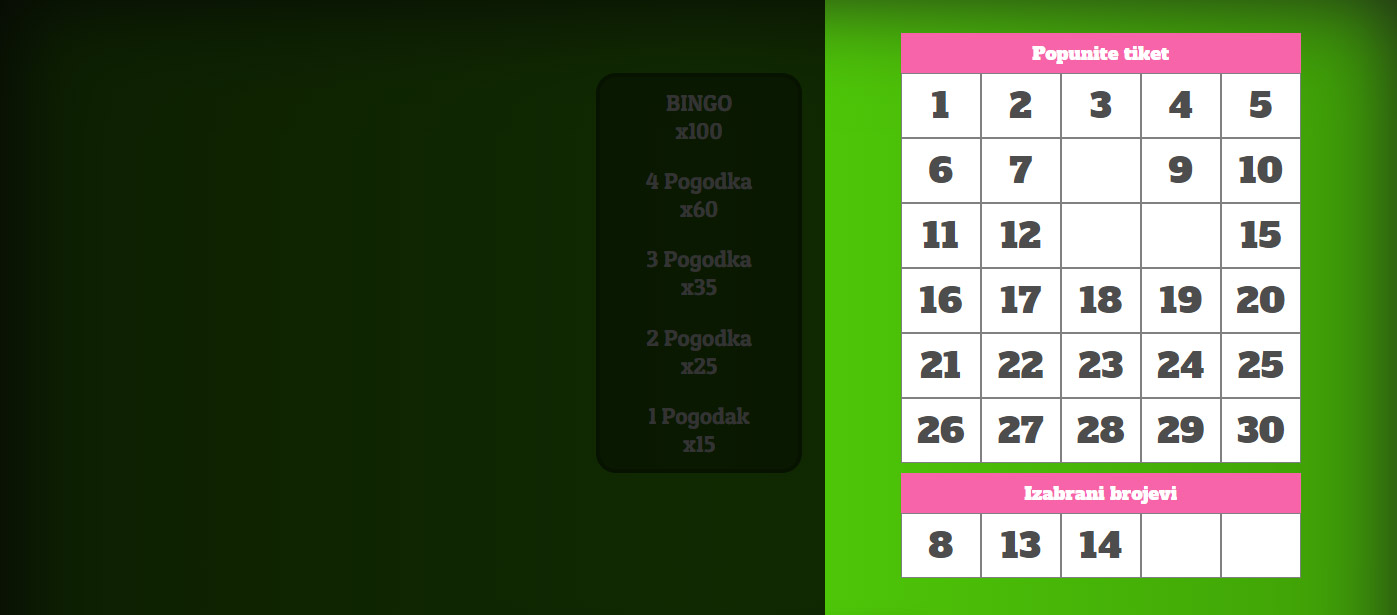 BINGO
x100
4 Pogodka
x60
3 Pogodka
x35
2 Pogodka
x25
1 Pogodak
x15
Popunite tiket
1 2 3 4 5
6 7 9 10
11 12 15
16 17 18 19 20
21 22 23 24 25
26 27 28 29 30
Izabrani brojevi
8 13 14